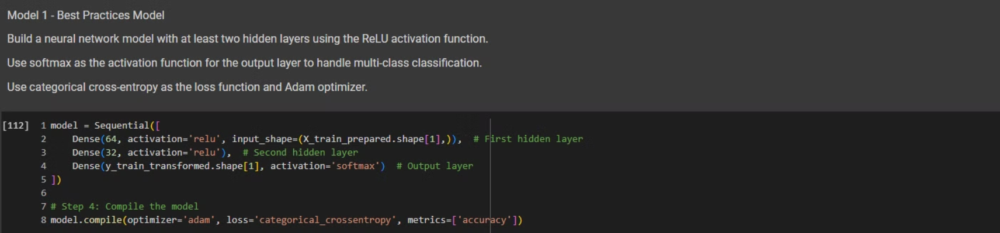 Model 1 - Best Practices Model
Build a neural network model with at least two hidden layers using the ReLU activation function.
Use softmax as the activation function for the output layer to handle multi-class classification.
Use categorical cross-entropy as the loss function and Adam optimizer.
[112] 1 model = Sequential([
2     Dense(64, activation='relu', input_shape=(X_train_prepared.shape[1],)),  # First hidden layer
3     Dense(32, activation='relu'),  # Second hidden layer
4     Dense(y_train_transformed.shape[1], activation='softmax')  # Output layer
5 ])
6
7 # Step 4: Compile the model
8 model.compile(optimizer='adam', loss='categorical_crossentropy', metrics=['accuracy'])